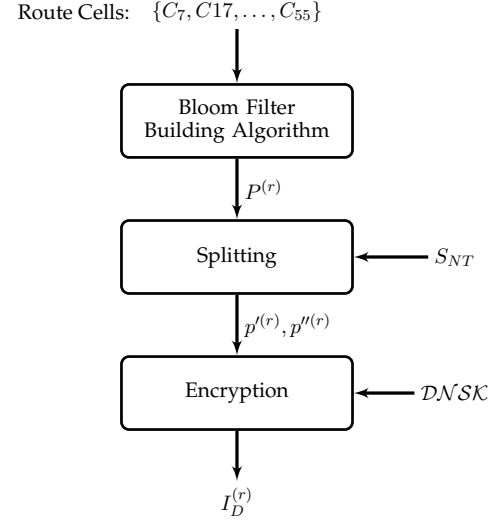 Route Cells: {C_7, C17, . . . , C_55}
Bloom Filter
Building Algorithm
P^(r)
Splitting
S_NT
p′^(r), p″^(r)
Encryption
𝒟𝒩𝒮𝒦
I_D^(r)